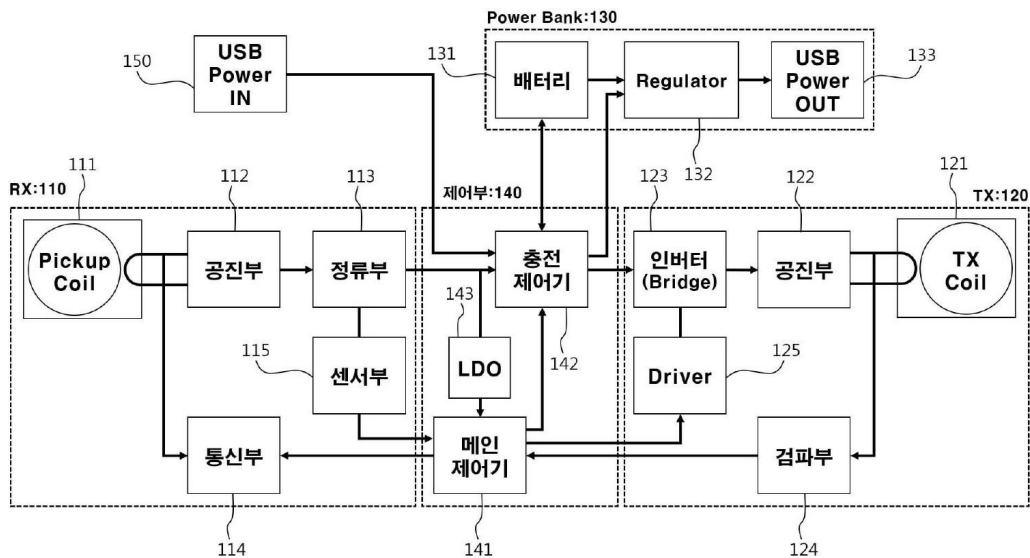 Power Bank:130
150
USB
Power
IN
131
배터리
Regulator
USB
Power
OUT
133
132
111
RX:110
112
113
제어부:140
123
122
121
TX:120
Pickup
Coil
공진부
정류부
충전
제어기
인버터
(Bridge)
공진부
TX
Coil
143
142
115
센서부
LDO
Driver
125
통신부
메인
제어기
검파부
114
141
124